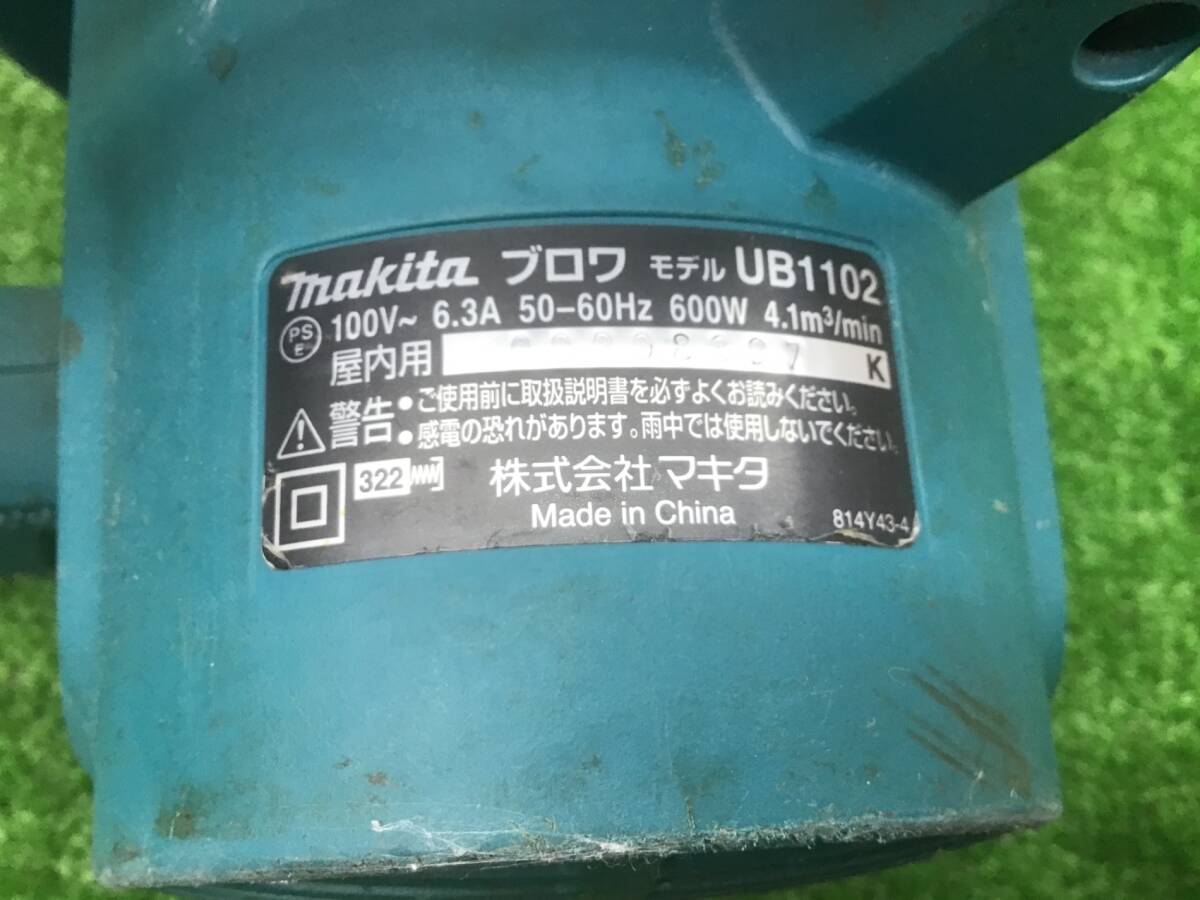 makita ブロワ モデル UB1102
PS E 100V~ 6.3A 50-60Hz 600W 4.1m³/min
屋内用 K
警告 •ご使用前に取扱説明書を必ずよくお読みください。
•感電の恐れがあります。雨中では使用しないでください。
322 株式会社 マキタ
Made in China 814Y43-4